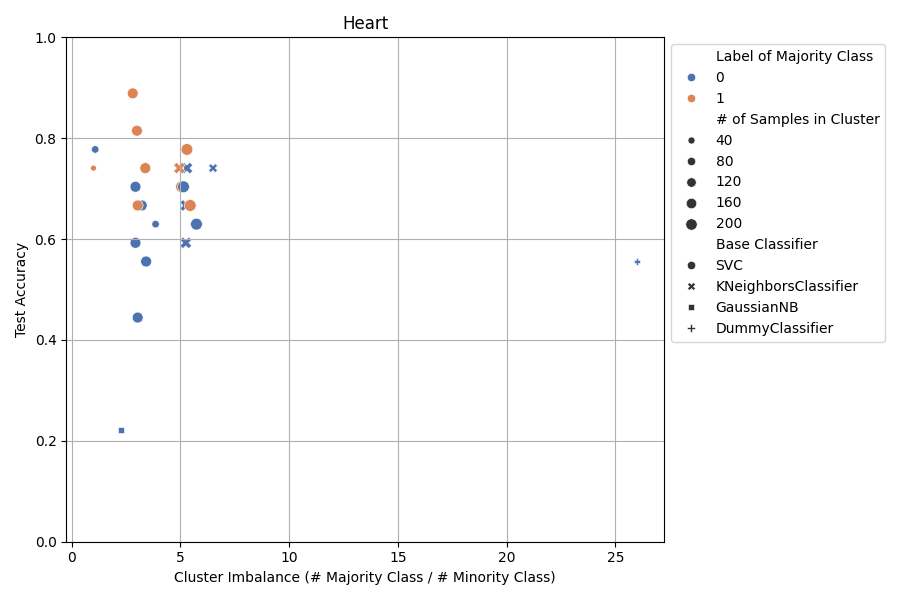 Heart
1.0
0.8
0.6
0.4
0.2
0.0
Test Accuracy
0
5
10
15
20
25
Cluster Imbalance (# Majority Class / # Minority Class)
Label of Majority Class
0
1
# of Samples in Cluster
40
80
120
160
200
Base Classifier
SVC
KNeighborsClassifier
GaussianNB
DummyClassifier